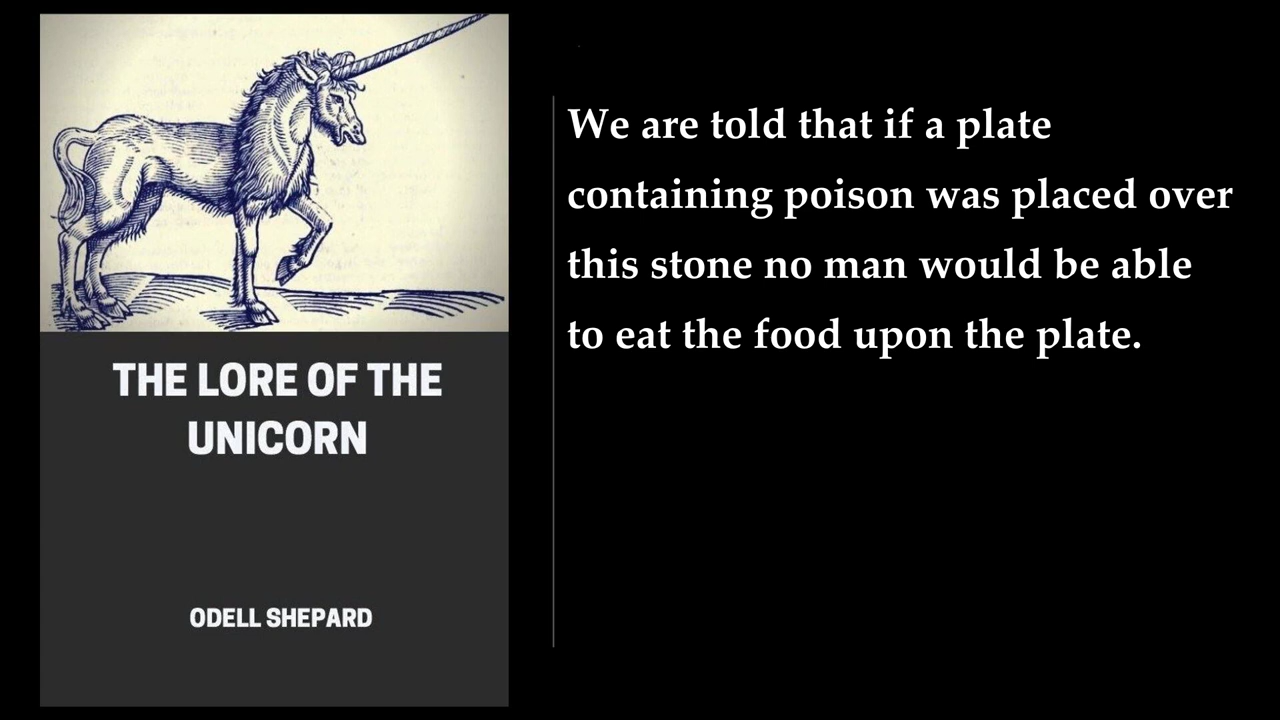 THE LORE OF THE
UNICORN
ODELL SHEPARD
We are told that if a plate
containing poison was placed over
this stone no man would be able
to eat the food upon the plate.